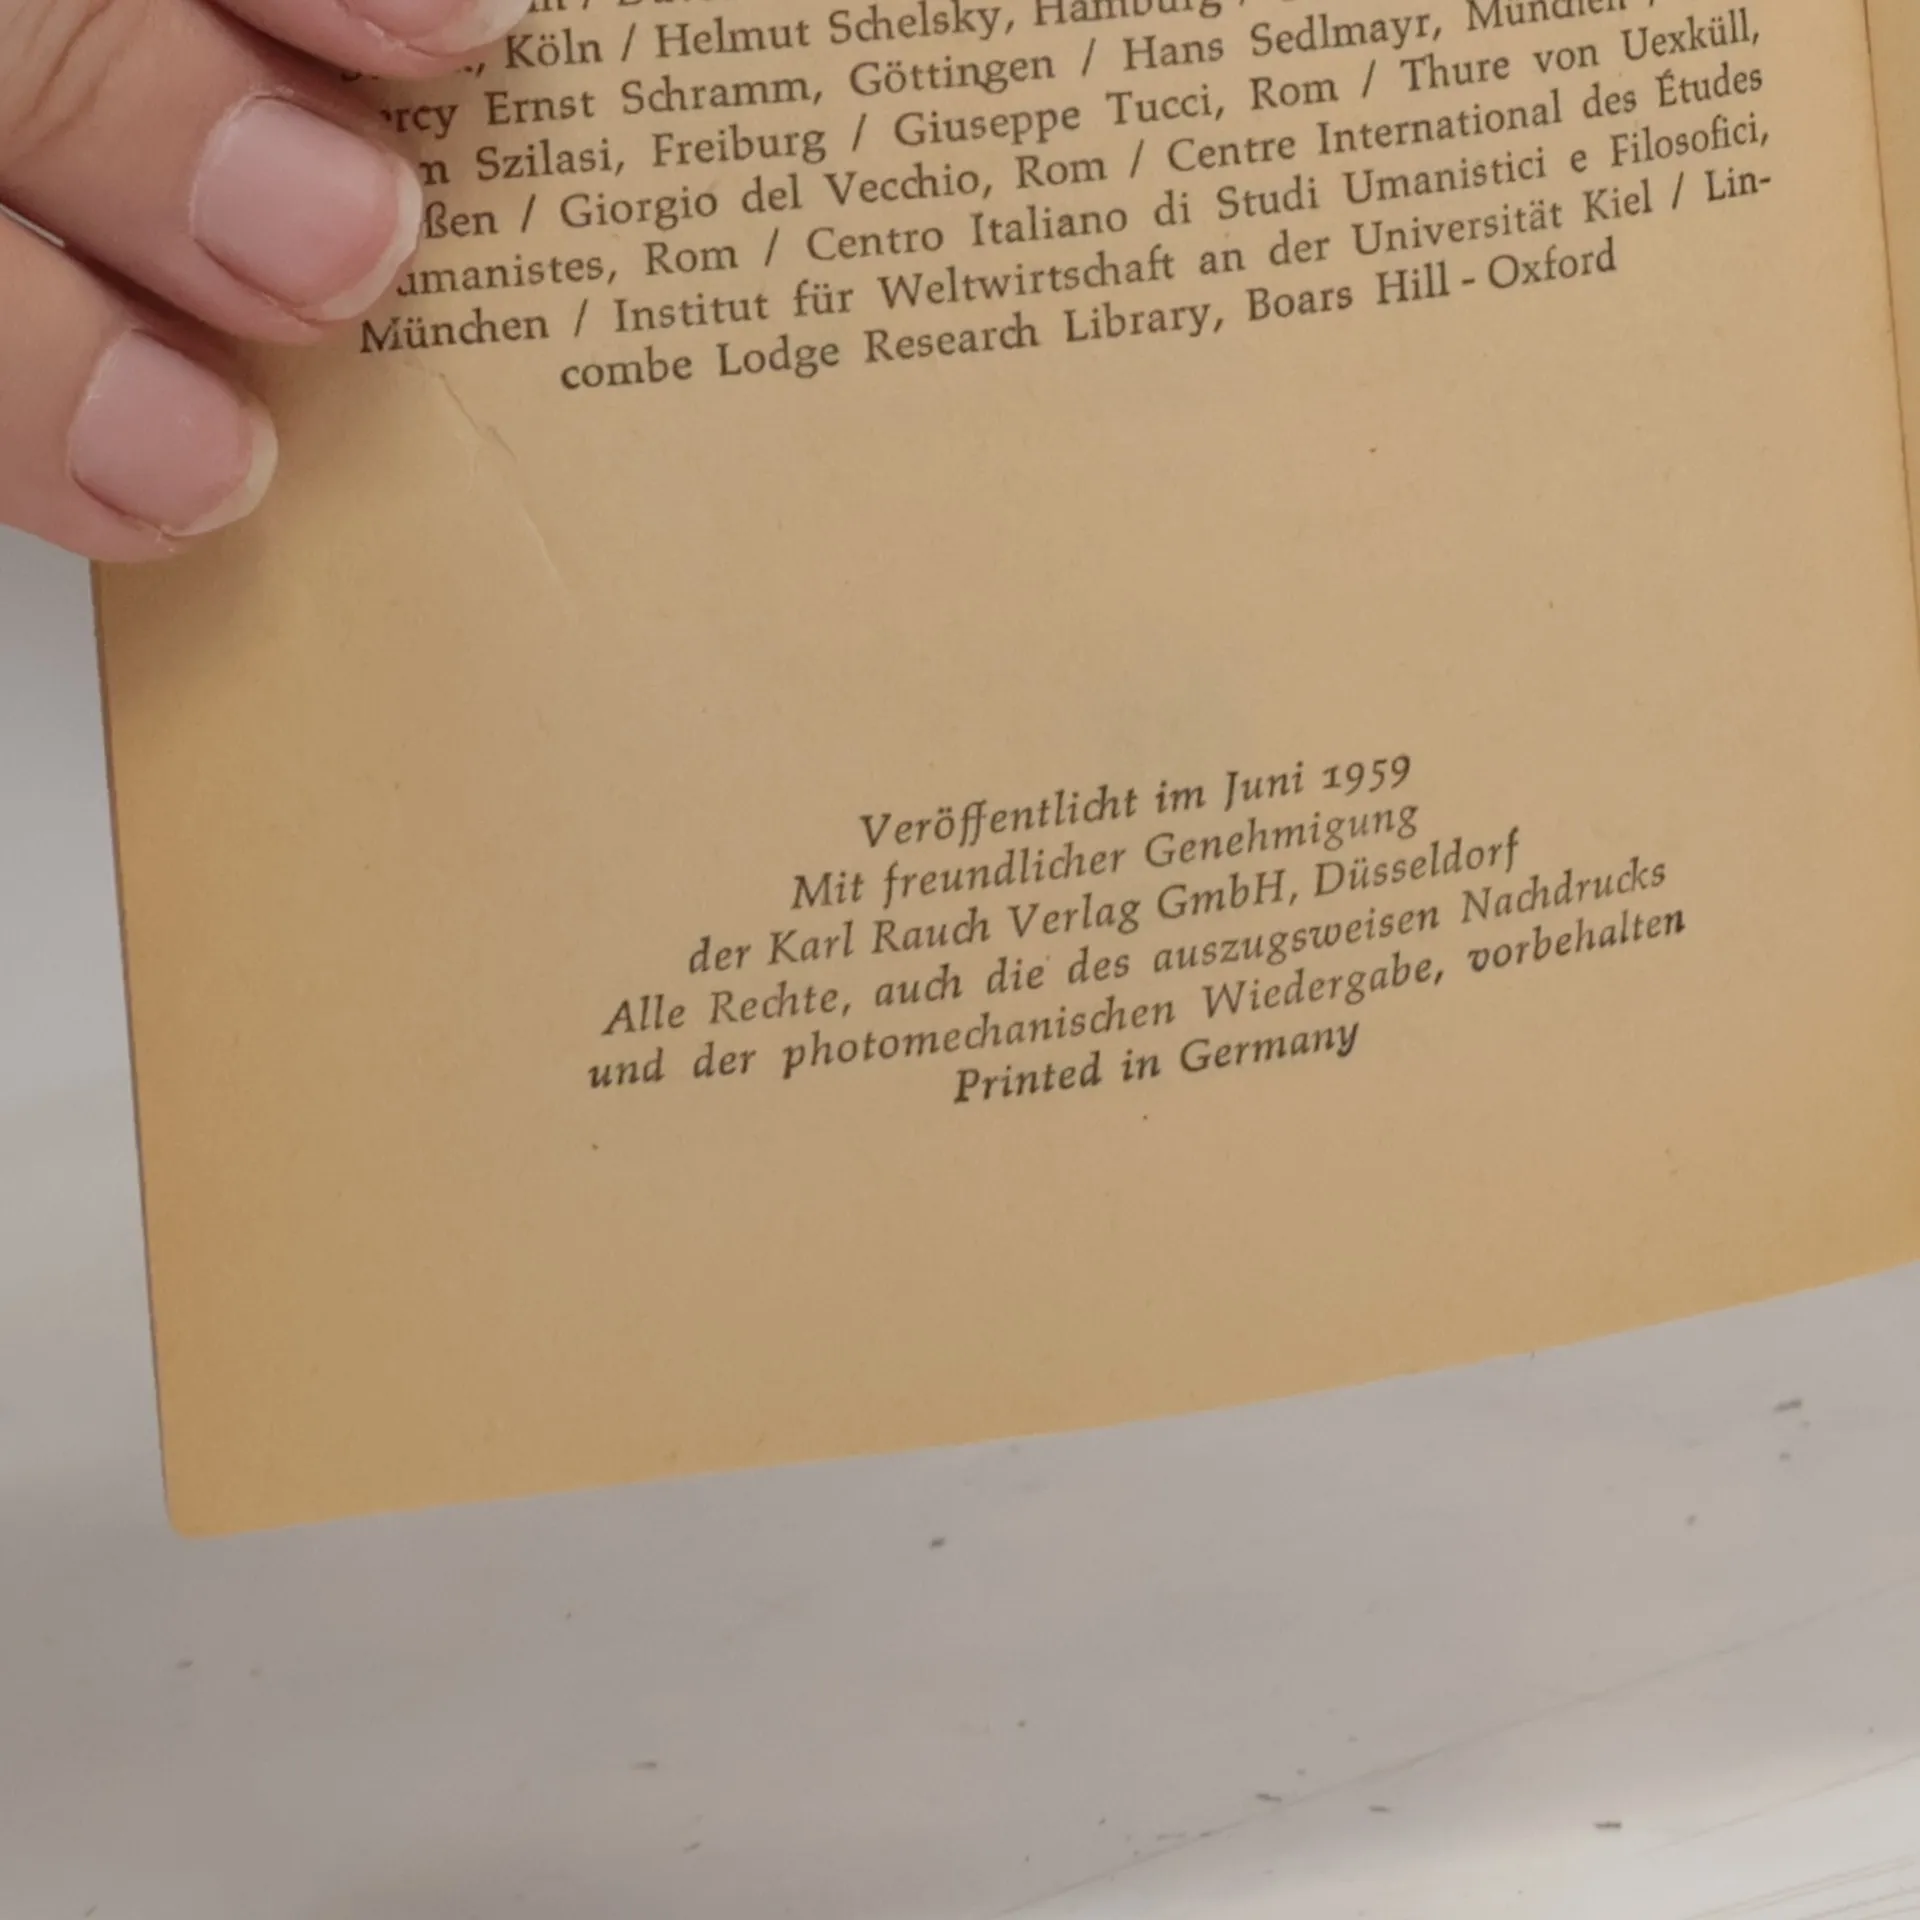 Köln / Helmut Schelsky, Hamburg /
Ernst Schramm, Göttingen / Hans Sedlmayr, München /
Szilasi, Freiburg / Giuseppe Tucci, Rom / Thure von Uexküll,
ßen / Giorgio del Vecchio, Rom / Centre International des Études
umanistes, Rom / Centro Italiano di Studi Umanistici e Filosofici,
München / Institut für Weltwirtschaft an der Universität Kiel / Lin-
combe Lodge Research Library, Boars Hill - Oxford
Veröffentlicht im Juni 1959
Mit freundlicher Genehmigung
der Karl Rauch Verlag GmbH, Düsseldorf
Alle Rechte, auch die des auszugsweisen Nachdrucks
und der photomechanischen Wiedergabe, vorbehalten
Printed in Germany